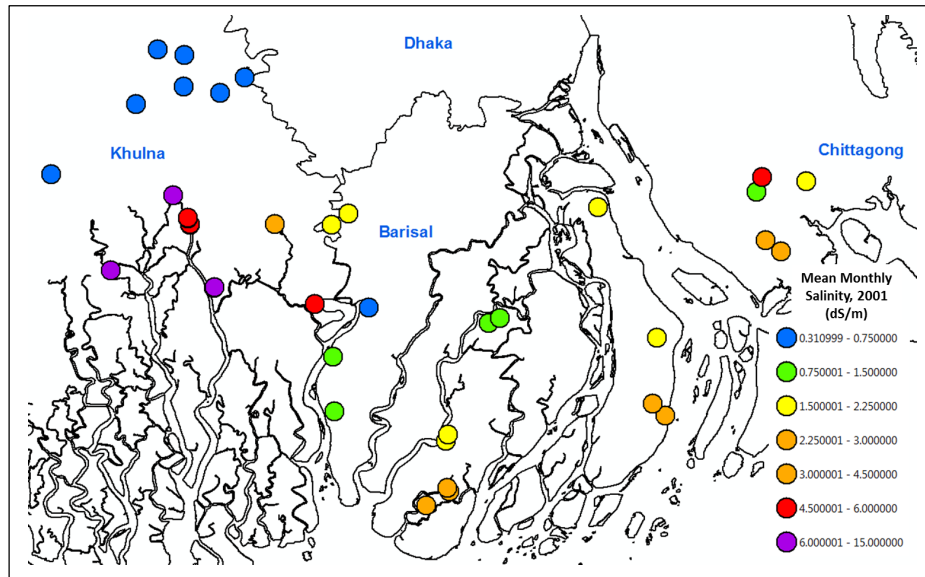 Dhaka
Khulna
Chittagong
Barisal
Mean Monthly
Salinity, 2001
(dS/m)
0.310999 - 0.750000
0.750001 - 1.500000
1.500001 - 2.250000
2.250001 - 3.000000
3.000001 - 4.500000
4.500001 - 6.000000
6.000001 - 15.000000